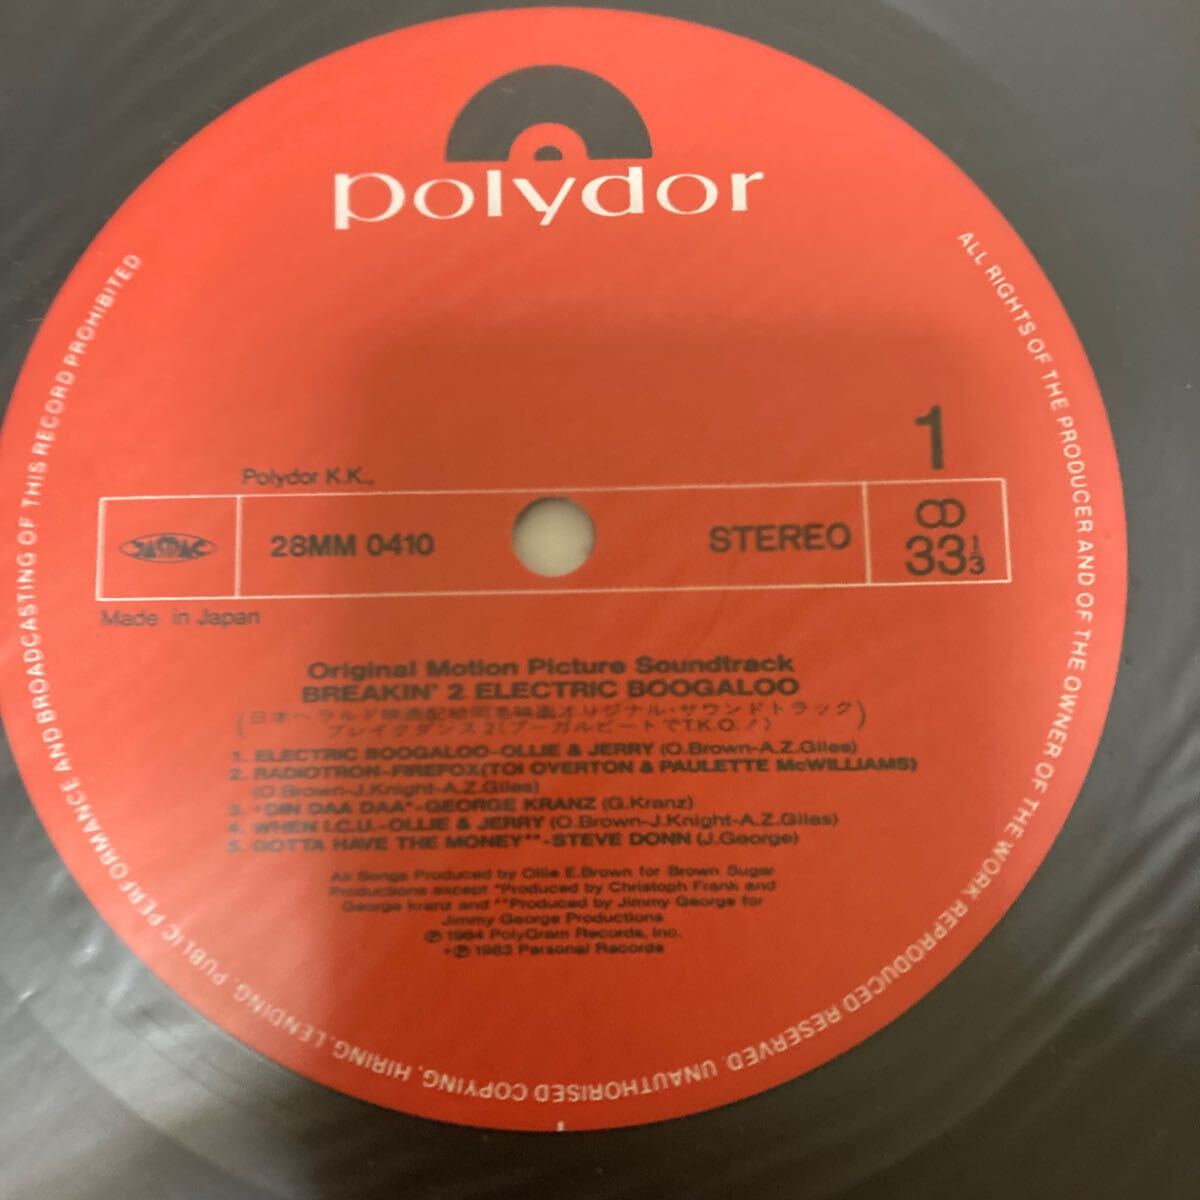 polydor
1
Polydor K.K.,
JASRAC
28MM 0410
STEREO
33 1/3
Made in Japan
Original Motion Picture Soundtrack
BREAKIN' 2 ELECTRIC BOOGALOO
(日本ヘラルド映画配給同名映画オリジナル・サウンドトラック
ブレイクダンス2(ブーガルビートでT.K.O.!))
1. ELECTRIC BOOGALOO-OLLIE & JERRY (O.Brown-A.Z.Giles)
2. RADIOTRON-FIREFOX(TOI OVERTON & PAULETTE McWILLIAMS)
(O.Brown-J.Knight-A.Z.Giles)
3. "DIN DAA DAA"*-GEORGE KRANZ (G.Kranz)
4. WHEN I.C.U.-OLLIE & JERRY (O.Brown-J.Knight-A.Z.Giles)
5. GOTTA HAVE THE MONEY**-STEVE DONN (J.George)
As Songs Produced by Ollie E.Brown for Brown Sugar
Productions except *Produced by Christoph Frank and
George kranz and **Produced by Jimmy George for
Jimmy George Productions
℗ 1984 PolyGram Records, Inc.
*℗ 1983 Personal Records
ALL RIGHTS OF THE PRODUCER AND OF THE OWNER OF THE WORK REPRODUCED RESERVED. UNAUTHORISED COPYING, HIRING, LENDING, PUBLIC PERFORMANCE AND BROADCASTING OF THIS RECORD PROHIBITED